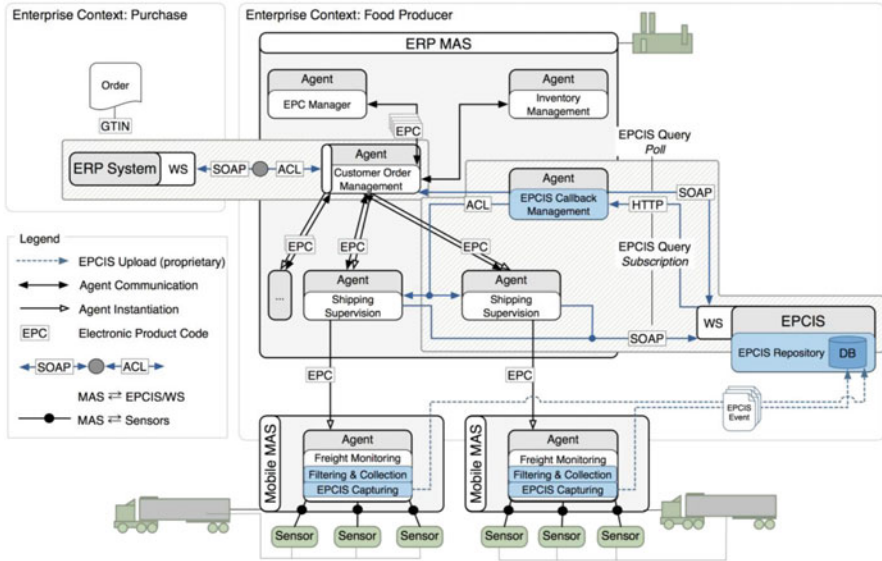 Enterprise Context: Purchase
Enterprise Context: Food Producer
ERP MAS
Order
GTIN
Agent
EPC Manager
Agent
Inventory
Management
EPC
ERP System
WS
SOAP
ACL
Agent
Customer Order
Management
EPCIS Query
Poll
Agent
EPCIS Callback
Management
ACL
SOAP
HTTP
EPCIS Query
Subscription
EPC
EPC
EPC
...
Agent
Shipping
Supervision
Agent
Shipping
Supervision
SOAP
WS
EPCIS
EPCIS Repository
DB
Legend
EPCIS Upload (proprietary)
Agent Communication
Agent Instantiation
EPC
Electronic Product Code
SOAP
ACL
MAS ⇄ EPCIS/WS
MAS ⇄ Sensors
EPC
EPC
EPCIS
Event
Mobile MAS
Agent
Freight Monitoring
Filtering & Collection
EPCIS Capturing
Mobile MAS
Agent
Freight Monitoring
Filtering & Collection
EPCIS Capturing
Sensor
Sensor
Sensor
Sensor
Sensor
Sensor